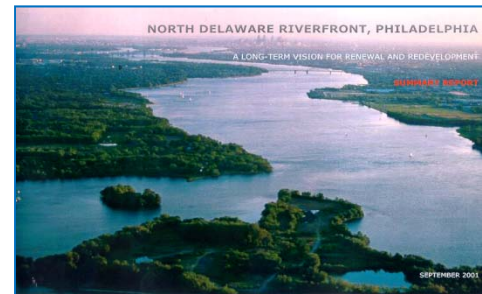 NORTH DELAWARE RIVERFRONT, PHILADELPHIA
A LONG-TERM VISION FOR RENEWAL AND REDEVELOPMENT
SUMMARY REPORT
SEPTEMBER 2001